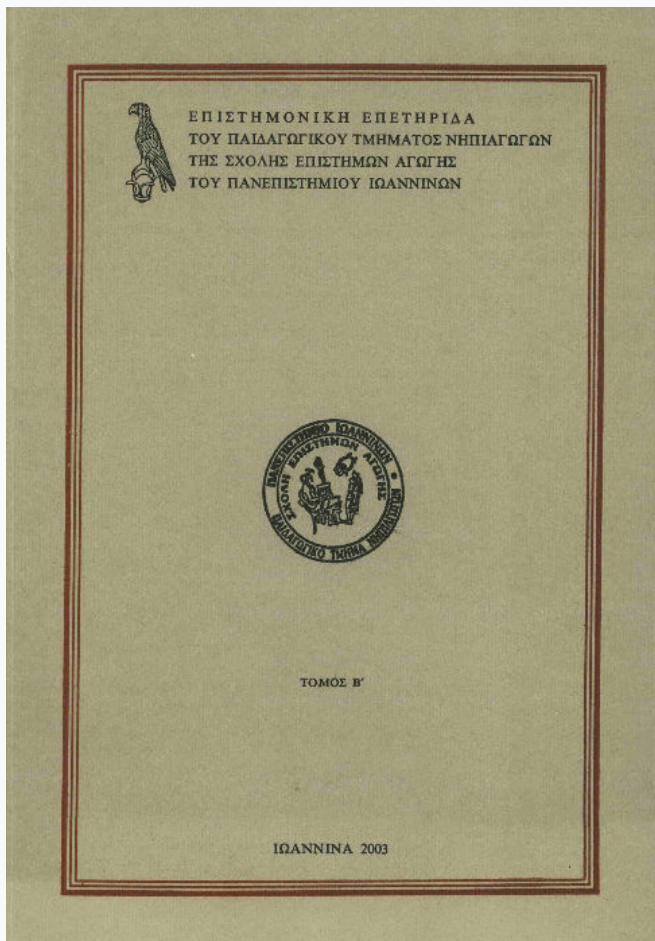 ΕΠΙΣΤΗΜΟΝΙΚΗ ΕΠΕΤΗΡΙΔΑ
ΤΟΥ ΠΑΙΔΑΓΩΓΙΚΟΥ ΤΜΗΜΑΤΟΣ ΝΗΠΙΑΓΩΓΩΝ
ΤΗΣ ΣΧΟΛΗΣ ΕΠΙΣΤΗΜΩΝ ΑΓΩΓΗΣ
ΤΟΥ ΠΑΝΕΠΙΣΤΗΜΙΟΥ ΙΩΑΝΝΙΝΩΝ
ΠΑΝΕΠΙΣΤΗΜΙΟ ΙΩΑΝΝΙΝΩΝ
ΣΧΟΛΗ ΕΠΙΣΤΗΜΩΝ ΑΓΩΓΗΣ
ΠΑΙΔΑΓΩΓΙΚΟ ΤΜΗΜΑ ΝΗΠΙΑΓΩΓΩΝ
ΤΟΜΟΣ Β'
ΙΩΑΝΝΙΝΑ 2003